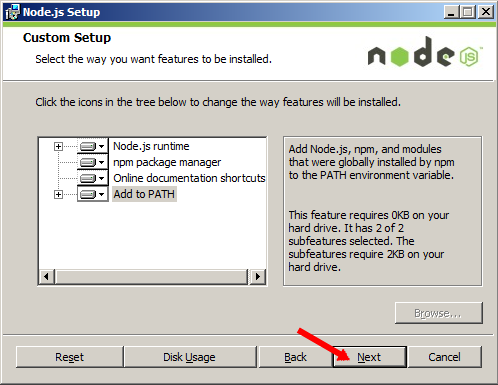 Node.js Setup
Custom Setup
Select the way you want features to be installed.
node JS
Click the icons in the tree below to change the way features will be installed.
Node.js runtime
npm package manager
Online documentation shortcuts
Add to PATH
Add Node.js, npm, and modules
that were globally installed by npm
to the PATH environment variable.
This feature requires 0KB on your
hard drive. It has 2 of 2
subfeatures selected. The
subfeatures require 2KB on your
hard drive.
Browse...
Reset Disk Usage Back Next Cancel